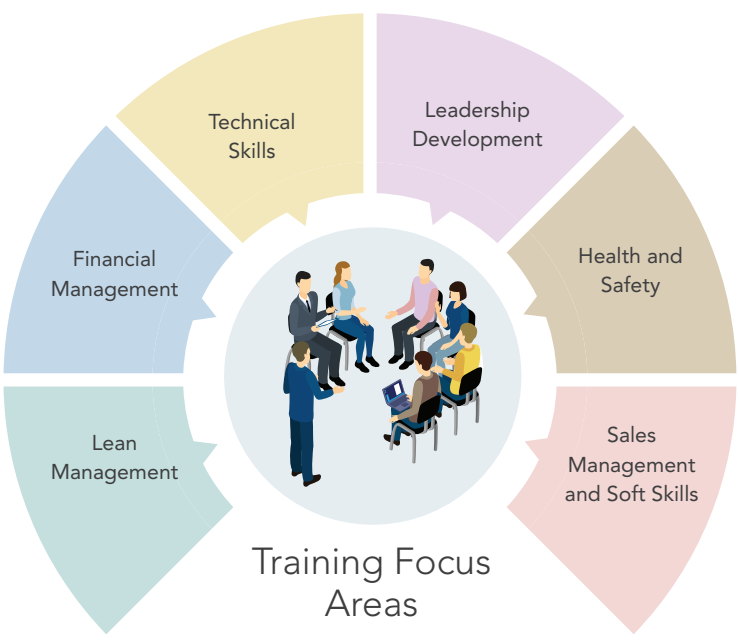 Technical
Skills
Leadership
Development
Financial
Management
Health and
Safety
Lean
Management
Sales
Management
and Soft Skills
Training Focus
Areas